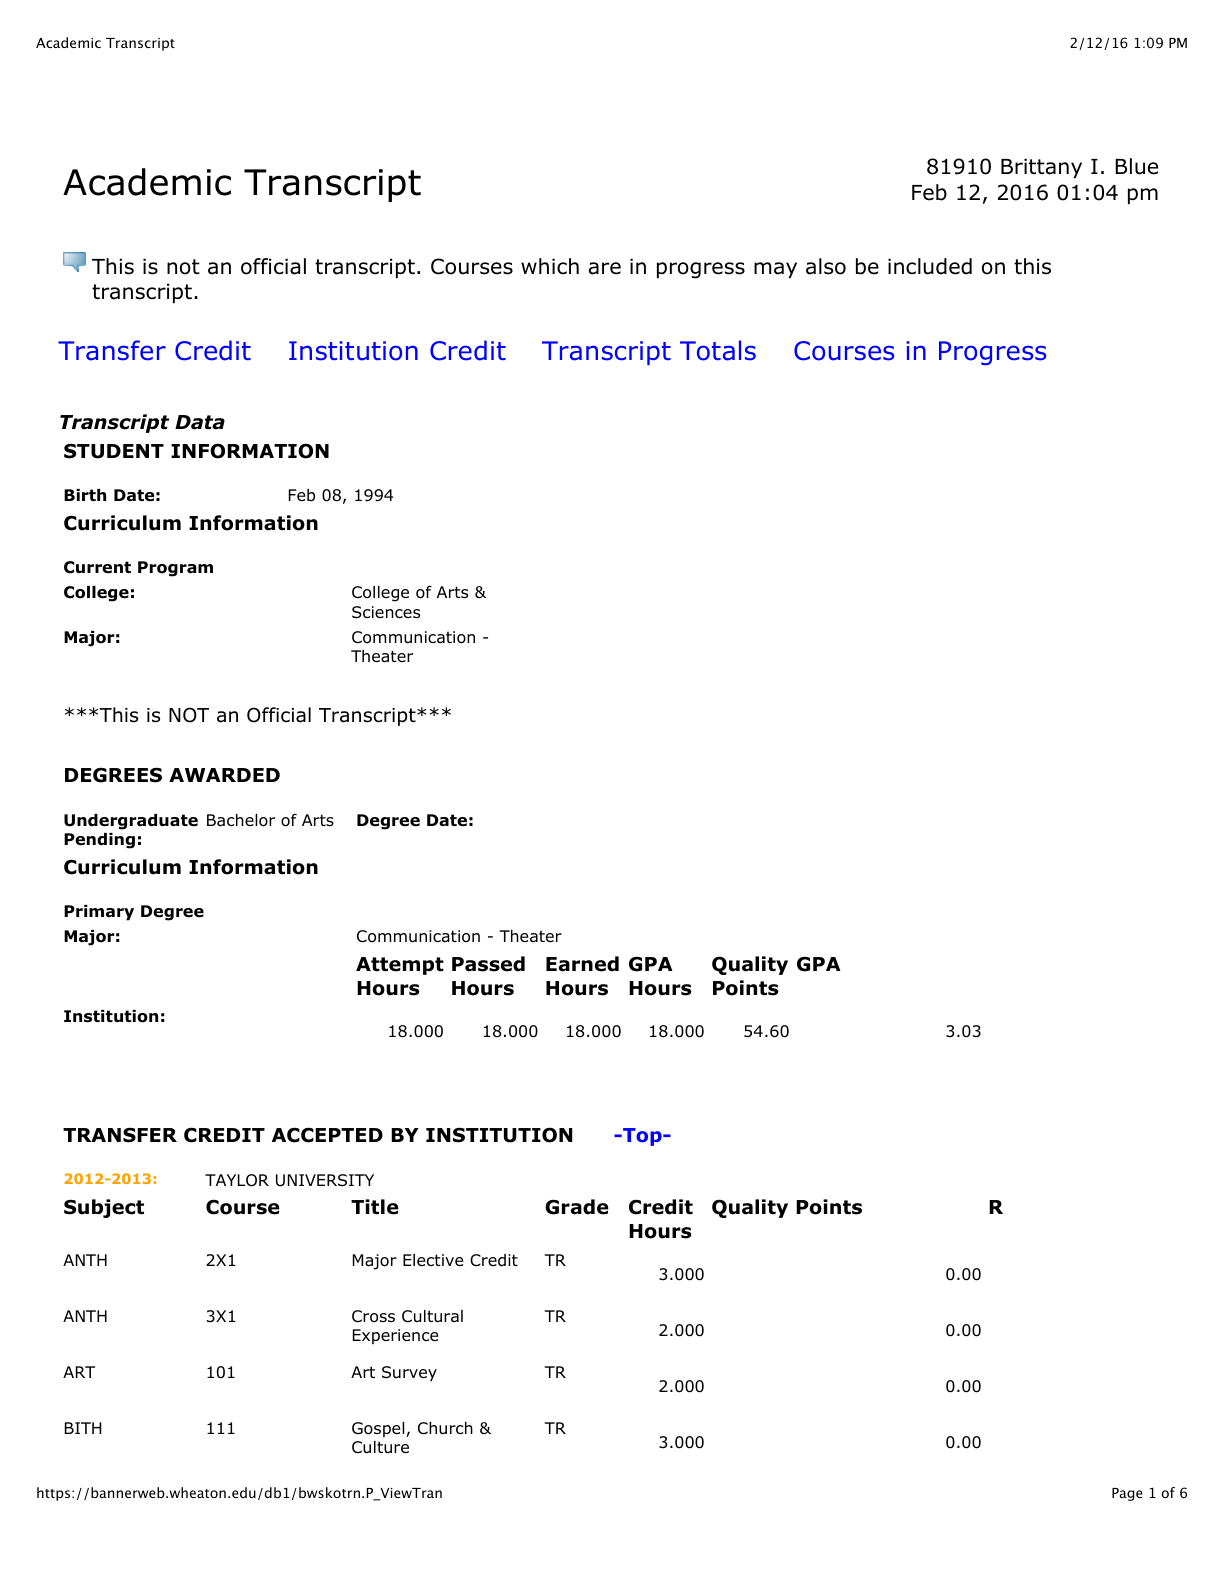 Academic Transcript 2/12/16 1:09 PM
Academic Transcript
81910 Brittany I. Blue
Feb 12, 2016 01:04 pm
This is not an official transcript. Courses which are in progress may also be included on this
transcript.
Transfer Credit Institution Credit Transcript Totals Courses in Progress
Transcript Data
STUDENT INFORMATION
Birth Date: Feb 08, 1994
Curriculum Information
Current Program
College: College of Arts &
Sciences
Major: Communication -
Theater
***This is NOT an Official Transcript***
DEGREES AWARDED
Undergraduate Bachelor of Arts Degree Date:
Pending:
Curriculum Information
Primary Degree
Major: Communication - Theater
Attempt Passed Earned GPA Quality GPA
Hours Hours Hours Hours Points
Institution:
18.000 18.000 18.000 18.000 54.60 3.03
TRANSFER CREDIT ACCEPTED BY INSTITUTION -Top-
2012-2013: TAYLOR UNIVERSITY
Subject Course Title Grade Credit Quality Points R
Hours
ANTH 2X1 Major Elective Credit TR
3.000 0.00
ANTH 3X1 Cross Cultural TR
Experience 2.000 0.00
ART 101 Art Survey TR
2.000 0.00
BITH 111 Gospel, Church & TR
Culture 3.000 0.00
https://bannerweb.wheaton.edu/db1/bwskotrn.P_ViewTran Page 1 of 6